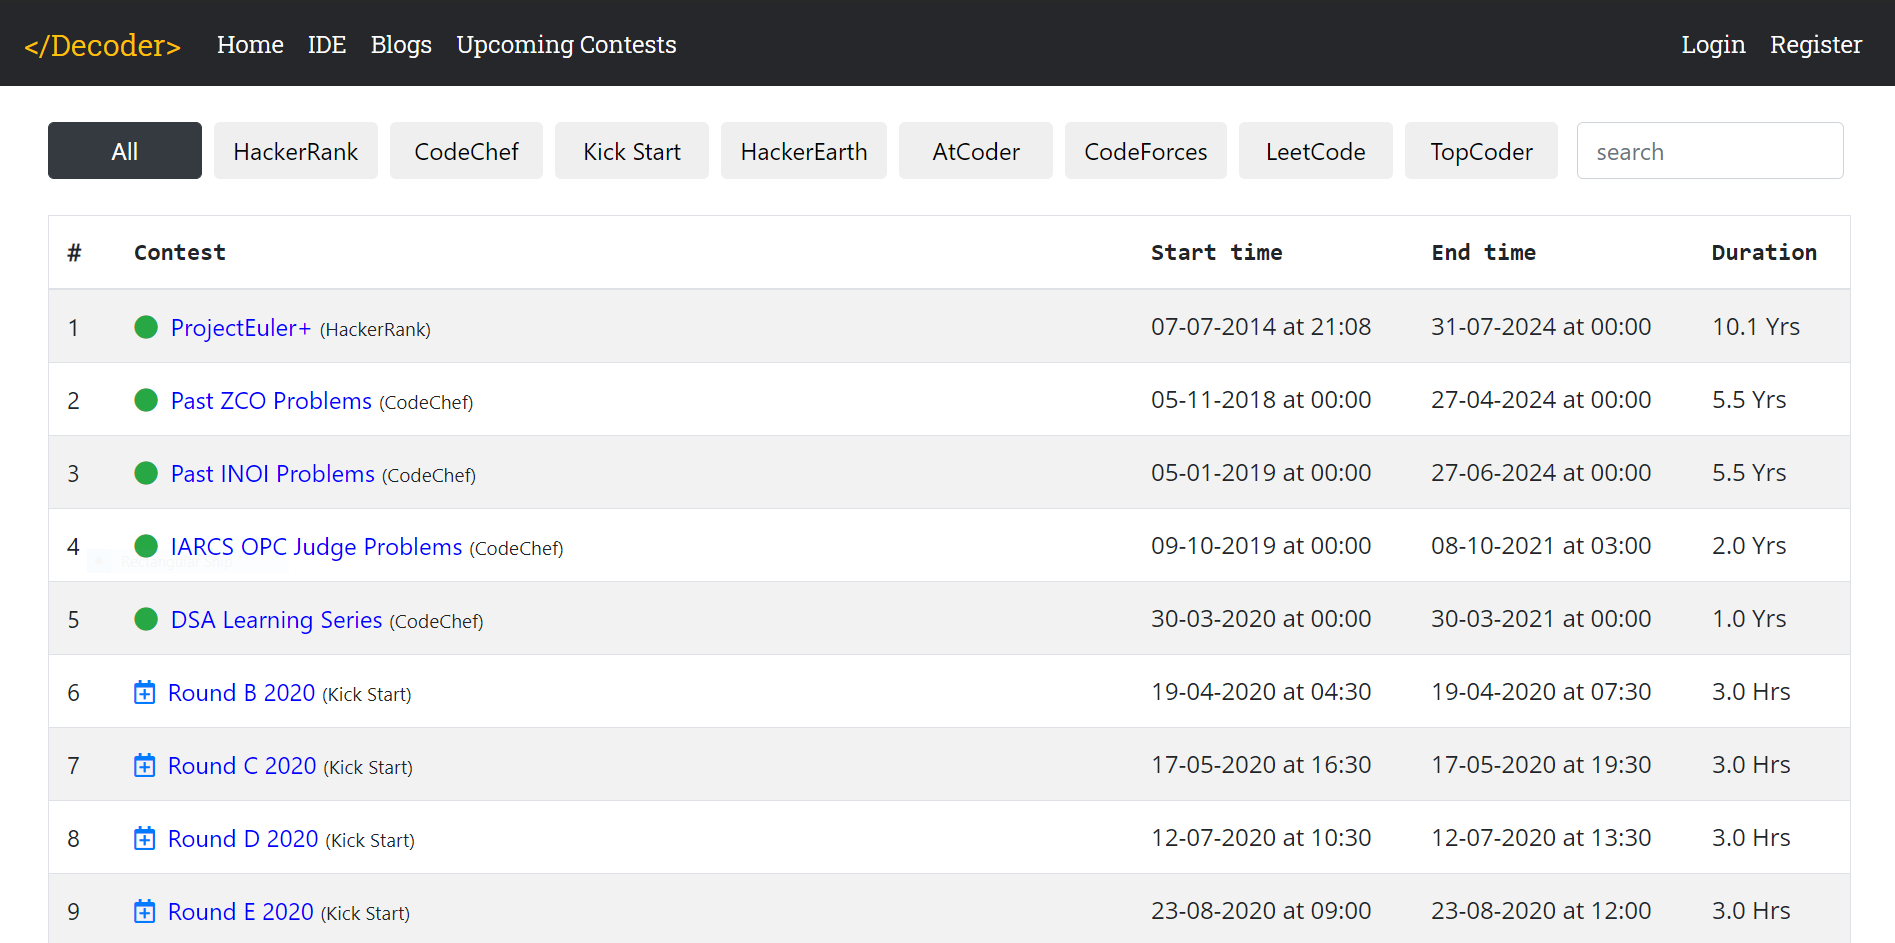 </Decoder> Home IDE Blogs Upcoming Contests Login Register
All HackerRank CodeChef Kick Start HackerEarth AtCoder CodeForces LeetCode TopCoder search
# Contest Start time End time Duration
1 ProjectEuler+ (HackerRank) 07-07-2014 at 21:08 31-07-2024 at 00:00 10.1 Yrs
2 Past ZCO Problems (CodeChef) 05-11-2018 at 00:00 27-04-2024 at 00:00 5.5 Yrs
3 Past INOI Problems (CodeChef) 05-01-2019 at 00:00 27-06-2024 at 00:00 5.5 Yrs
4 IARCS OPC Judge Problems (CodeChef) 09-10-2019 at 00:00 08-10-2021 at 03:00 2.0 Yrs
Rectangular Snip
5 DSA Learning Series (CodeChef) 30-03-2020 at 00:00 30-03-2021 at 00:00 1.0 Yrs
6 Round B 2020 (Kick Start) 19-04-2020 at 04:30 19-04-2020 at 07:30 3.0 Hrs
7 Round C 2020 (Kick Start) 17-05-2020 at 16:30 17-05-2020 at 19:30 3.0 Hrs
8 Round D 2020 (Kick Start) 12-07-2020 at 10:30 12-07-2020 at 13:30 3.0 Hrs
9 Round E 2020 (Kick Start) 23-08-2020 at 09:00 23-08-2020 at 12:00 3.0 Hrs